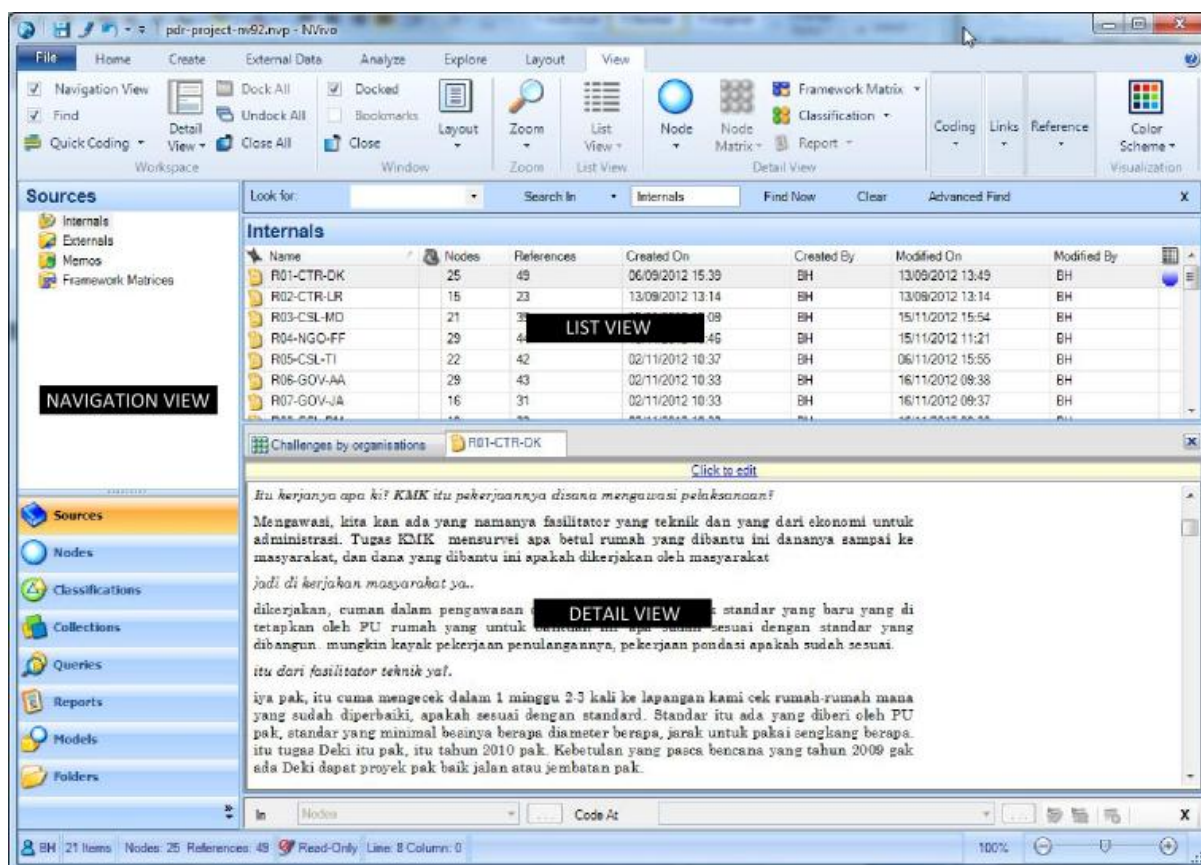 pdr-project-nv92.nvp - NVivo
File Home Create External Data Analyze Explore Layout View
Navigation View Dock All Docked Framework Matrix
Find Undock All Bookmarks Classification
Quick Coding Detail View Close All Close Layout Zoom List View Node Node Matrix Report Coding Links Reference Color Scheme
Workspace Window Zoom List View Detail View Visualization
Sources
Internals
Externals
Memos
Framework Matrices
NAVIGATION VIEW
Look for: Search In Internals Find Now Clear Advanced Find X
Internals
Name Nodes References Created On Created By Modified On Modified By
R01-CTR-DK 25 49 06/09/2012 15:39 BH 13/09/2012 13:49 BH
R02-CTR-LR 15 23 13/09/2012 13:14 BH 13/09/2012 13:14 BH
R03-CSL-MD 21 BH 15/11/2012 15:54 BH
R04-NGO-FF 29 BH 15/11/2012 11:21 BH
R05-CSL-TI 22 42 02/11/2012 10:37 BH 06/11/2012 15:55 BH
R06-GOV-AA 29 43 02/11/2012 10:33 BH 16/11/2012 09:38 BH
R07-GOV-JA 16 31 02/11/2012 10:33 BH 16/11/2012 09:37 BH
LIST VIEW
Challenges by organisations R01-CTR-DK
Click to edit
Itu kerjanya apa ki? KMK itu pekerjaannya disana mengawasi pelaksanaan?
Mengawasi, kita kan ada yang namanya fasilitator yang teknik dan yang dari ekonomi untuk
administrasi. Tugas KMK mensurvei apa betul rumah yang dibantu ini dananya sampai ke
masyarakat, dan dana yang dibantu ini apakah dikerjakan oleh masyarakat
jadi di kerjakan masyarakat ya..
dikerjakan, cuman dalam pengawasan standar yang baru yang di
tetapkan oleh PU rumah yang untuk sesuai dengan standar yang
dibangun. mungkin kayak pekerjaan penulangannya, pekerjaan pondasi apakah sudah sesuai.
DETAIL VIEW
itu dari fasilitator teknik ya?.
iya pak, itu cuma mengecek dalam 1 minggu 2-3 kali ke lapangan kami cek rumah-rumah mana
yang sudah diperbaiki, apakah sesuai dengan standard. Standar itu ada yang diberi oleh PU
pak, standar yang minimal besinya berapa diameter berapa, jarak untuk pakai sengkang berapa.
itu tugas Deki itu pak, itu tahun 2010 pak. Kebetulan yang pasca bencana yang tahun 2009 gak
ada Deki dapat proyek pak baik jalan atau jembatan pak.
Sources
Nodes
Classifications
Collections
Queries
Reports
Models
Folders
In Nodes Code At X
BH 21 Items Nodes: 25 References: 49 Read-Only Line: 8 Column: 0 100%